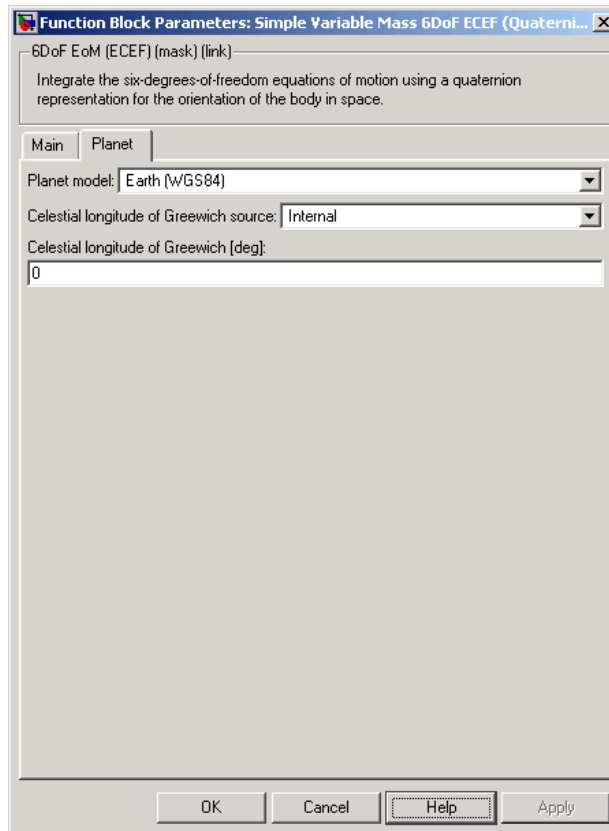 Function Block Parameters: Simple Variable Mass 6DoF ECEF (Quaterni...
6DoF EoM (ECEF) (mask) (link)
Integrate the six-degrees-of-freedom equations of motion using a quaternion
representation for the orientation of the body in space.
Main Planet
Planet model: Earth (WGS84)
Celestial longitude of Greewich source: Internal
Celestial longitude of Greewich [deg]:
0
OK Cancel Help Apply